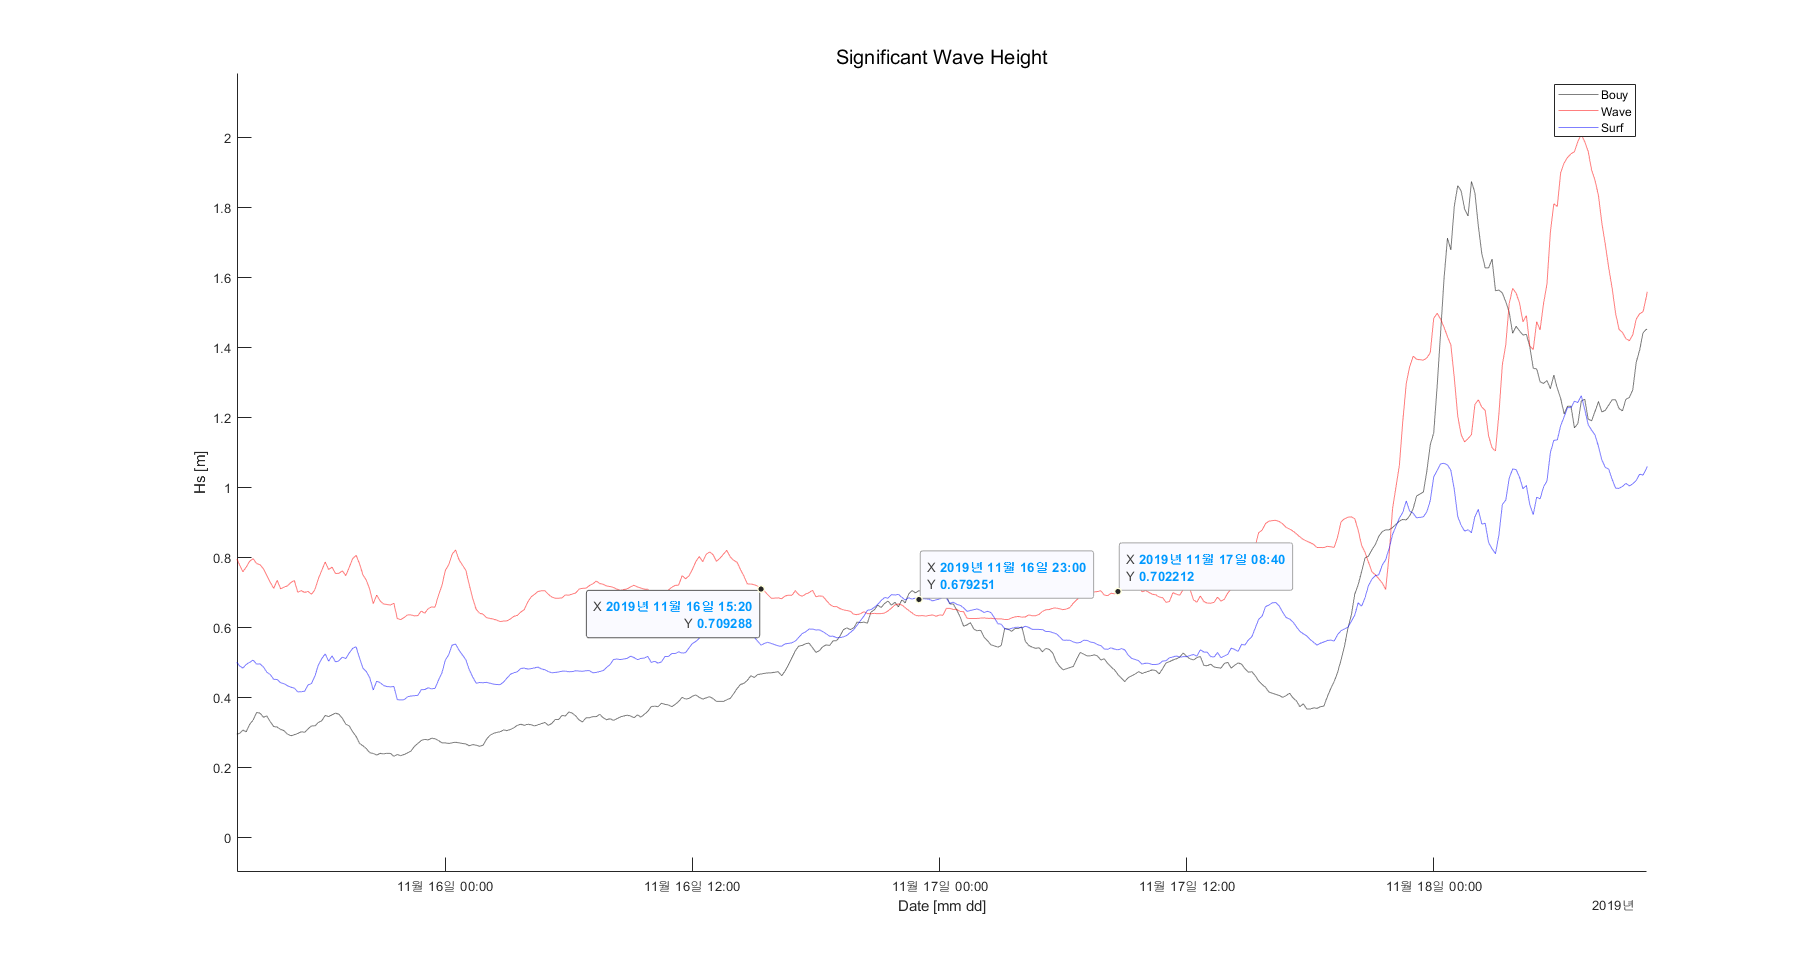 Significant Wave Height
Bouy
Wave
Surf
2
1.8
1.6
1.4
1.2
1
0.8
0.6
0.4
0.2
0
Hs [m]
X 2019년 11월 16일 15:20
Y 0.709288
X 2019년 11월 16일 23:00
Y 0.679251
X 2019년 11월 17일 08:40
Y 0.702212
11월 16일 00:00
11월 16일 12:00
11월 17일 00:00
11월 17일 12:00
11월 18일 00:00
Date [mm dd]
2019년